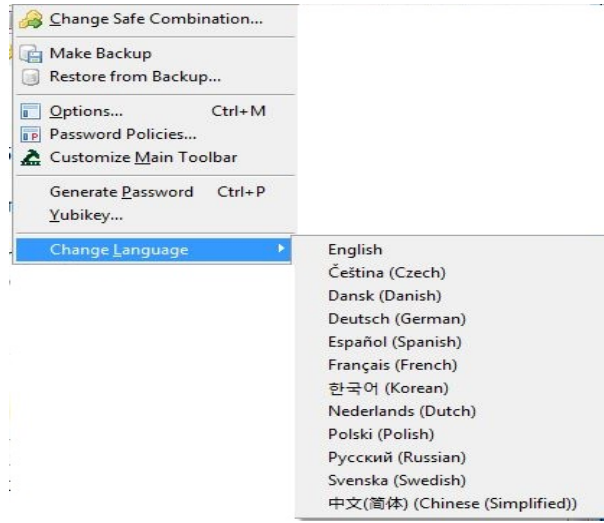 Change Safe Combination...
Make Backup
Restore from Backup...
Options... Ctrl+M
Password Policies...
Customize Main Toolbar
Generate Password Ctrl+P
Yubikey...
Change Language
English
Čeština (Czech)
Dansk (Danish)
Deutsch (German)
Español (Spanish)
Français (French)
한국어 (Korean)
Nederlands (Dutch)
Polski (Polish)
Русский (Russian)
Svenska (Swedish)
中文(简体) (Chinese (Simplified))